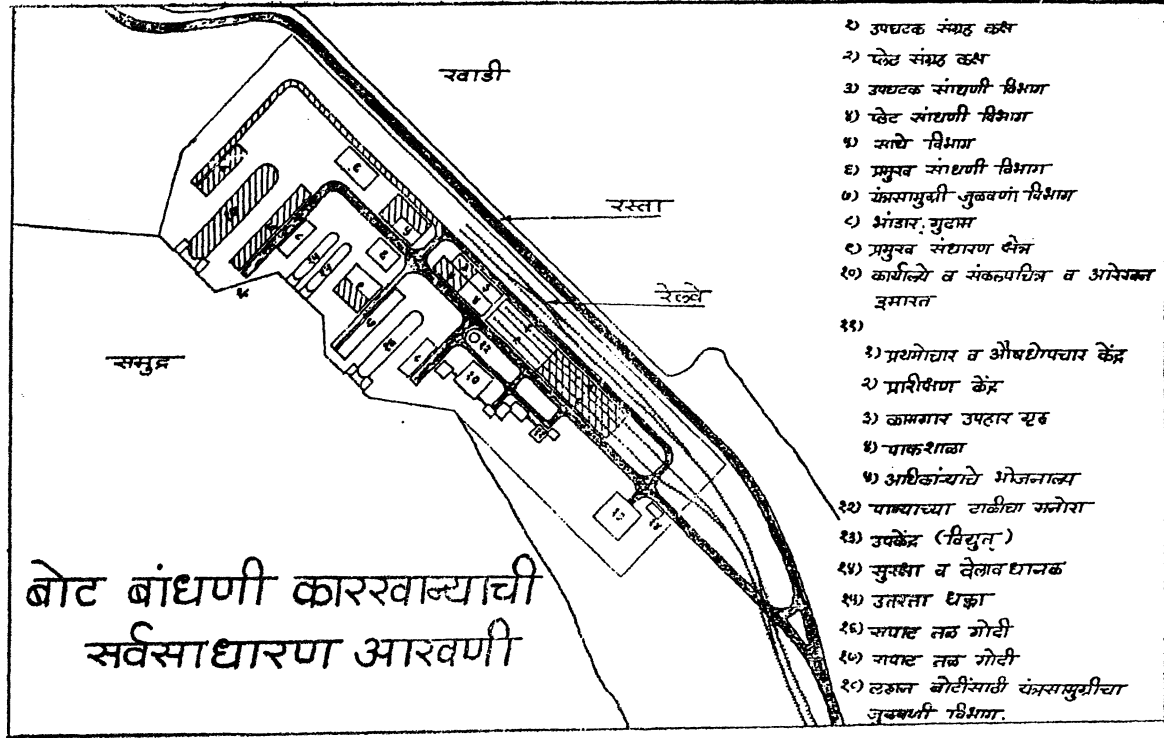 खाडी
रस्ता
रेल्वे
समुद्र
बोट बांधणी कारखान्याची
सर्वसाधारण आखणी
१) उपघटक संग्रह कक्ष
२) प्लेट संग्रह कक्ष
३) उपघटक सांधणी विभाग
४) प्लेट सांधणी विभाग
५) साचे विभाग
६) प्रमुख सांधणी विभाग
७) यंत्रसामुग्री जुळवणी विभाग
८) भांडार, गुदाम
९) प्रमुख संधारण क्षेत्र
१०) कार्यालये व संकल्पचित्र व आरेखन
इमारत
११)
१) प्रथमोचार व औषधोपचार केंद्र
२) प्रशिक्षण केंद्र
३) कामगार उपहार गृह
४) पाकशाळा
५) अधिकाऱ्यांचे भोजनालय
१२) पाण्याच्या टाकीचा मनोरा
१३) उपकेंद्र (विद्युत्)
१४) सुरक्षा व
१५) उतरता धक्का
१६) सपाट तळ गोदी
१७) सपाट तळ गोदी
१८) लहान बोटींसाठी यंत्रसामुग्रीचा
जुळवणी विभाग.